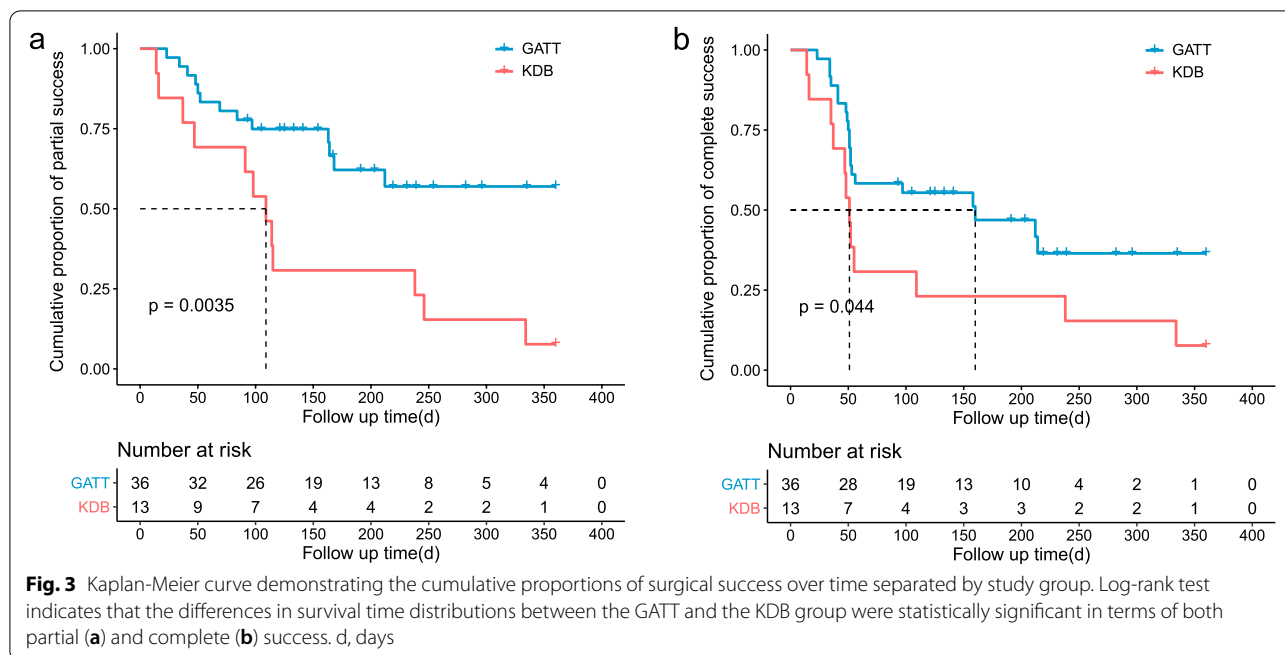 a
GATT
KDB
Cumulative proportion of partial success
1.00
0.75
0.50
0.25
0.00
p = 0.0035
0 50 100 150 200 250 300 350 400
Follow up time(d)
Number at risk
GATT 36 32 26 19 13 8 5 4 0
KDB 13 9 7 4 4 2 2 1 0
0 50 100 150 200 250 300 350 400
Follow up time(d)
b
GATT
KDB
Cumulative proportion of complete success
1.00
0.75
0.50
0.25
0.00
p = 0.044
0 50 100 150 200 250 300 350 400
Follow up time(d)
Number at risk
GATT 36 28 19 13 10 4 2 1 0
KDB 13 7 4 3 3 2 2 1 0
0 50 100 150 200 250 300 350 400
Follow up time(d)
Fig. 3 Kaplan-Meier curve demonstrating the cumulative proportions of surgical success over time separated by study group. Log-rank test
indicates that the differences in survival time distributions between the GATT and the KDB group were statistically significant in terms of both
partial (a) and complete (b) success. d, days